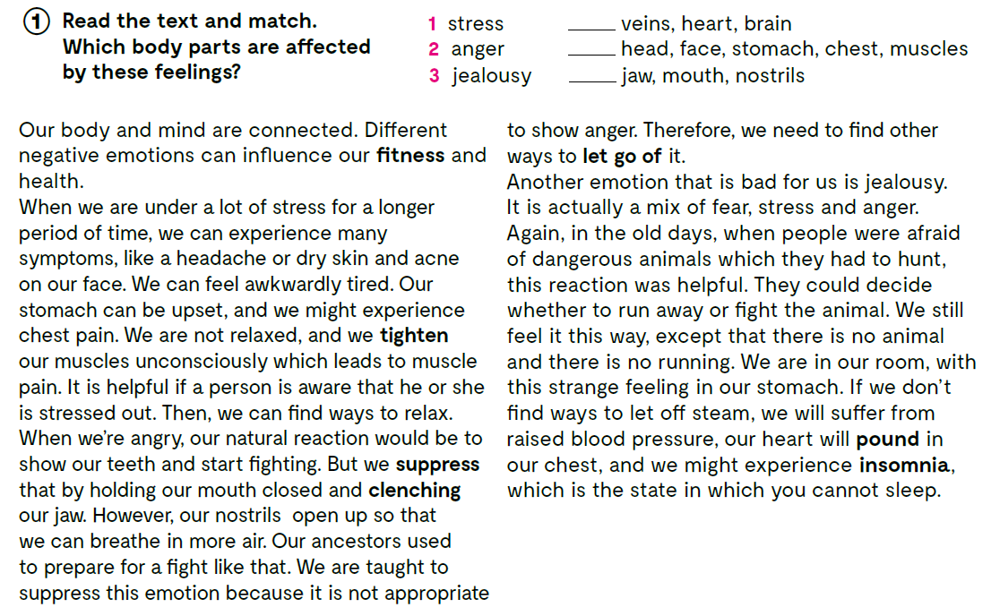 1 Read the text and match.
Which body parts are affected
by these feelings?
1 stress _____ veins, heart, brain
2 anger _____ head, face, stomach, chest, muscles
3 jealousy _____ jaw, mouth, nostrils
Our body and mind are connected. Different
negative emotions can influence our fitness and
health.
When we are under a lot of stress for a longer
period of time, we can experience many
symptoms, like a headache or dry skin and acne
on our face. We can feel awkwardly tired. Our
stomach can be upset, and we might experience
chest pain. We are not relaxed, and we tighten
our muscles unconsciously which leads to muscle
pain. It is helpful if a person is aware that he or she
is stressed out. Then, we can find ways to relax.
When we're angry, our natural reaction would be to
show our teeth and start fighting. But we suppress
that by holding our mouth closed and clenching
our jaw. However, our nostrils open up so that
we can breathe in more air. Our ancestors used
to prepare for a fight like that. We are taught to
suppress this emotion because it is not appropriate
to show anger. Therefore, we need to find other
ways to let go of it.
Another emotion that is bad for us is jealousy.
It is actually a mix of fear, stress and anger.
Again, in the old days, when people were afraid
of dangerous animals which they had to hunt,
this reaction was helpful. They could decide
whether to run away or fight the animal. We still
feel it this way, except that there is no animal
and there is no running. We are in our room, with
this strange feeling in our stomach. If we don't
find ways to let off steam, we will suffer from
raised blood pressure, our heart will pound in
our chest, and we might experience insomnia,
which is the state in which you cannot sleep.